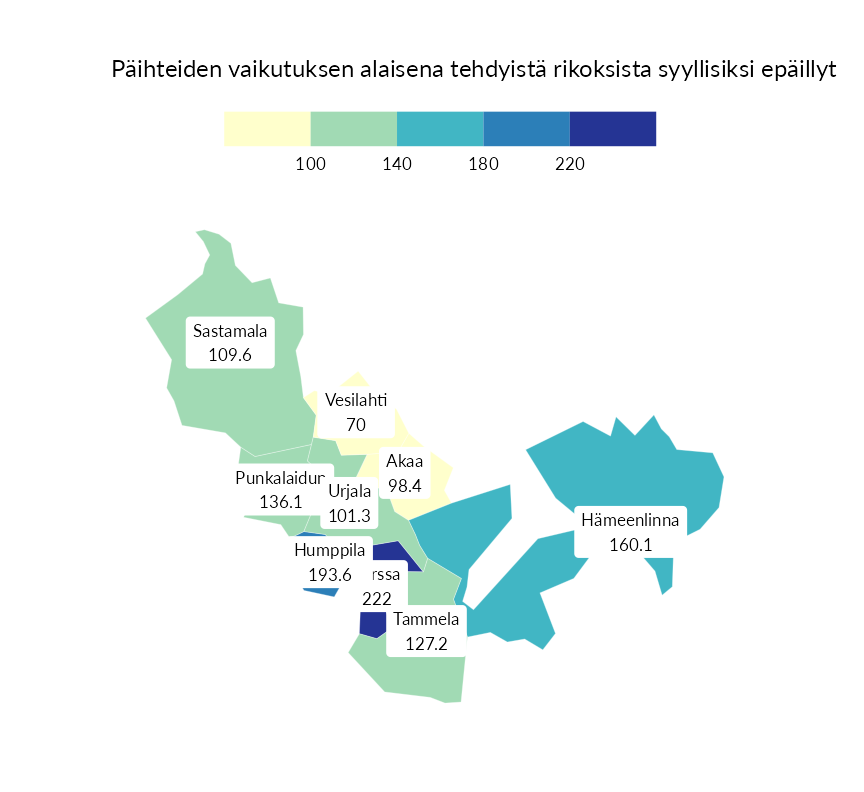 Päihteiden vaikutuksen alaisena tehdyistä rikoksista syyllisiksi epäillyt
100 140 180 220
Sastamala
109.6
Vesilahti
70
Akaa
98.4
Punkalaidun
136.1
Urjala
101.3
Hämeenlinna
160.1
Humppila
193.6
rssa
222
Tammela
127.2